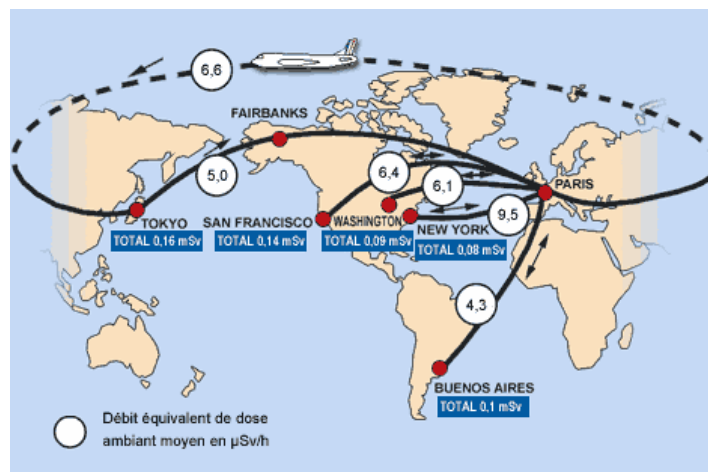 6,6
FAIRBANKS
5,0
6,4
6,1
PARIS
9,5
TOKYO
TOTAL 0,16 mSv
SAN FRANCISCO
TOTAL 0,14 mSv
WASHINGTON
TOTAL 0,09 mSv
NEW YORK
TOTAL 0,08 mSv
4,3
BUENOS AIRES
TOTAL 0,1 mSv
Débit équivalent de dose
ambiant moyen en µSv/h